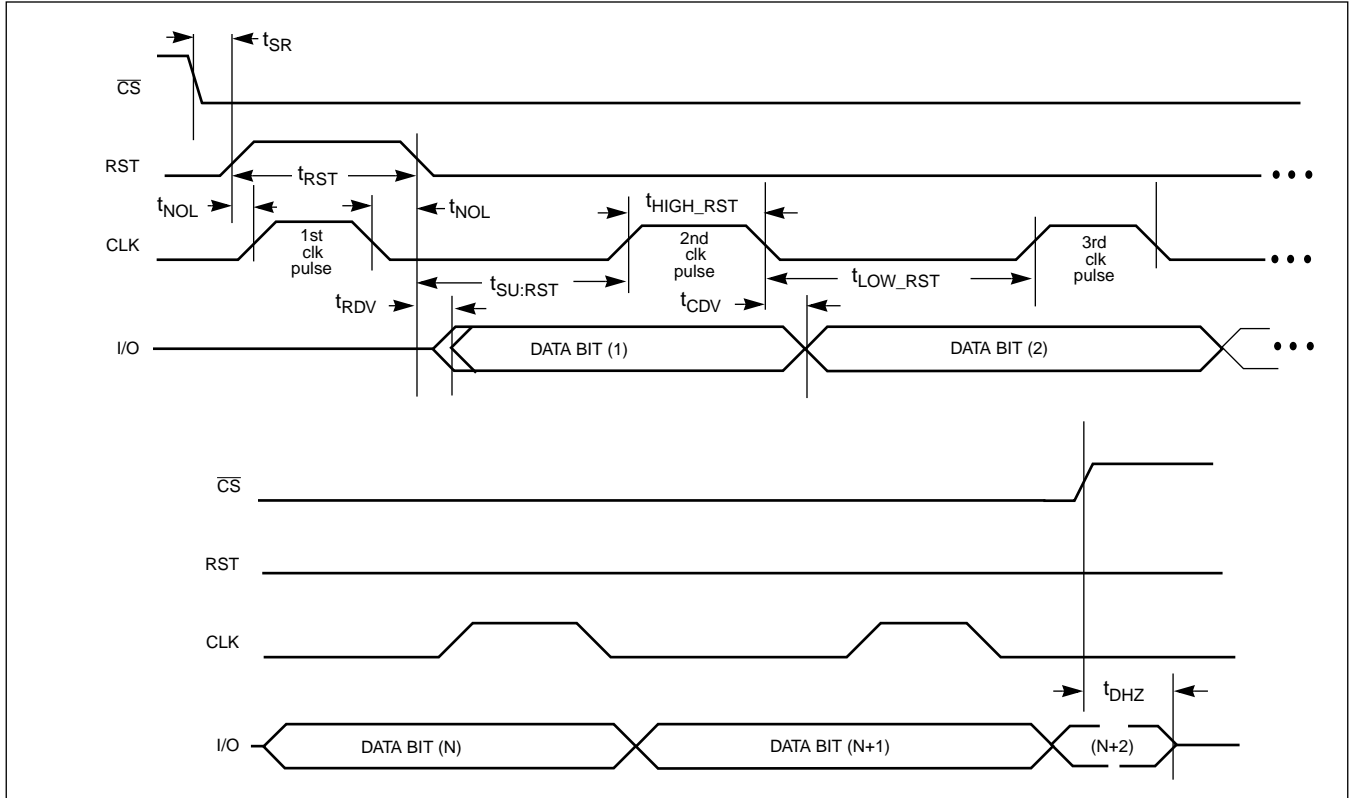 tSR
CS
RST
tRST
tNOL
tNOL
tHIGH_RST
CLK
1st
clk
pulse
2nd
clk
pulse
3rd
clk
pulse
tSU:RST
tLOW_RST
tRDV
tCDV
I/O
DATA BIT (1)
DATA BIT (2)
CS
RST
CLK
tDHZ
I/O
DATA BIT (N)
DATA BIT (N+1)
(N+2)